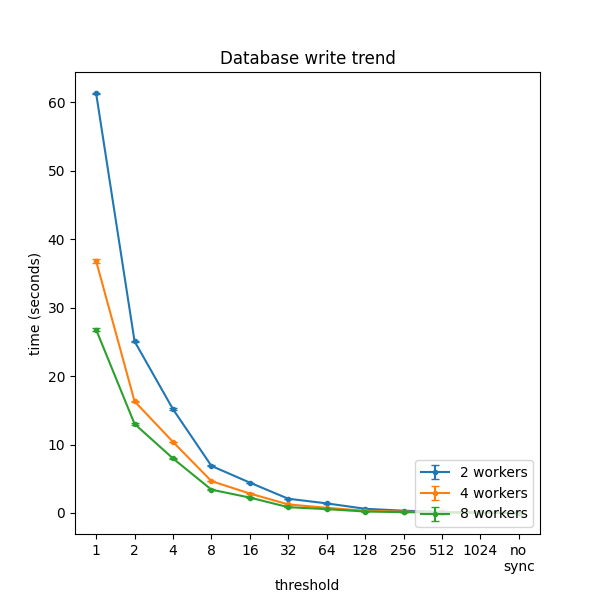 Database write trend
time (seconds)
60
50
40
30
20
10
0
2 workers
4 workers
8 workers
1 2 4 8 16 32 64 128 256 512 1024 no
sync
threshold